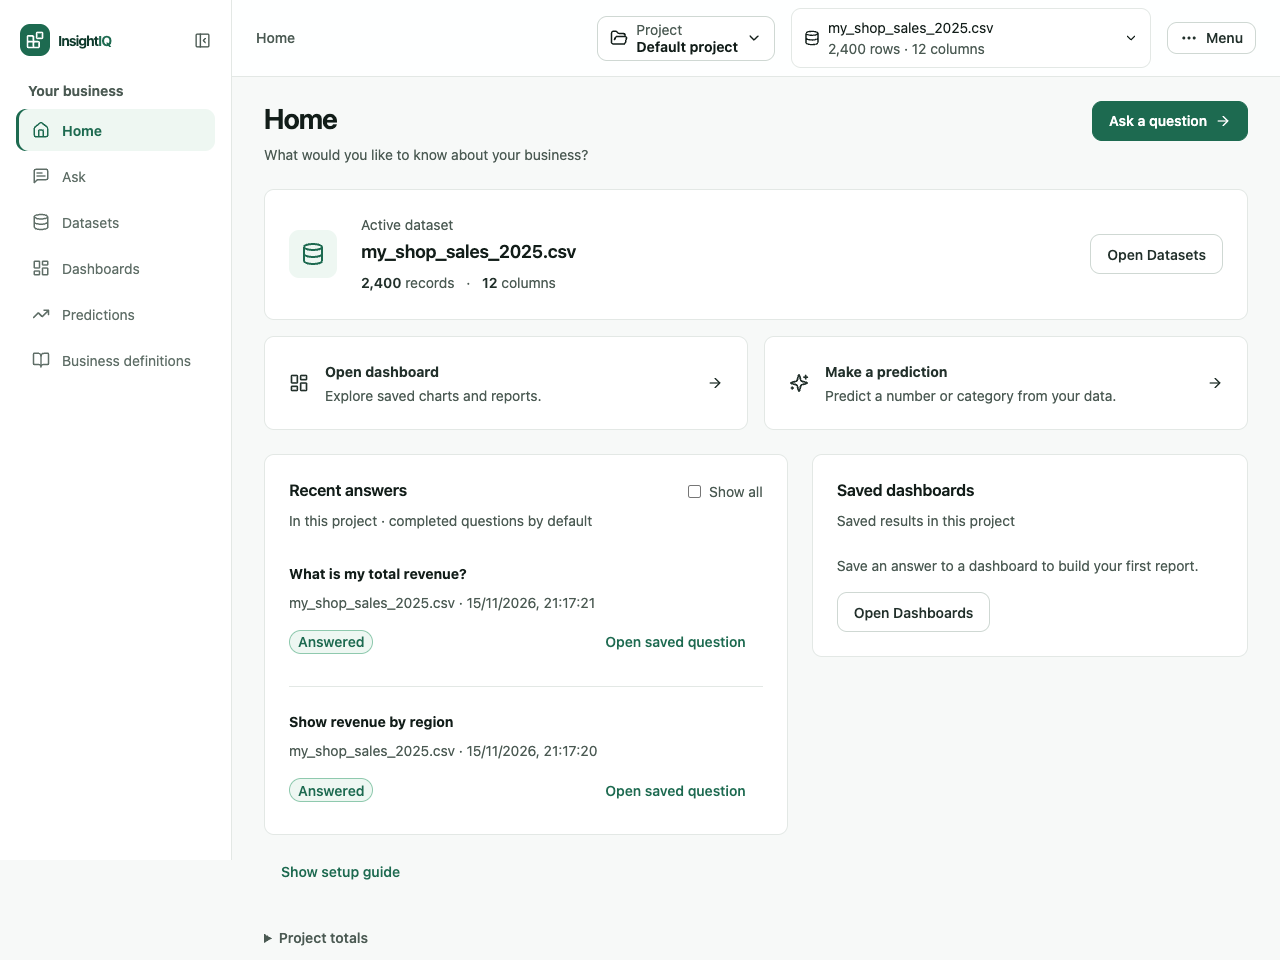 InsightIQ
Your business
Home
Ask
Datasets
Dashboards
Predictions
Business definitions
Home
Project
Default project
my_shop_sales_2025.csv
2,400 rows · 12 columns
Menu
Home
What would you like to know about your business?
Ask a question
Active dataset
my_shop_sales_2025.csv
2,400 records · 12 columns
Open Datasets
Open dashboard
Explore saved charts and reports.
Make a prediction
Predict a number or category from your data.
Recent answers
Show all
In this project · completed questions by default
What is my total revenue?
my_shop_sales_2025.csv · 15/11/2026, 21:17:21
Answered
Open saved question
Show revenue by region
my_shop_sales_2025.csv · 15/11/2026, 21:17:20
Answered
Open saved question
Saved dashboards
Saved results in this project
Save an answer to a dashboard to build your first report.
Open Dashboards
Show setup guide
Project totals